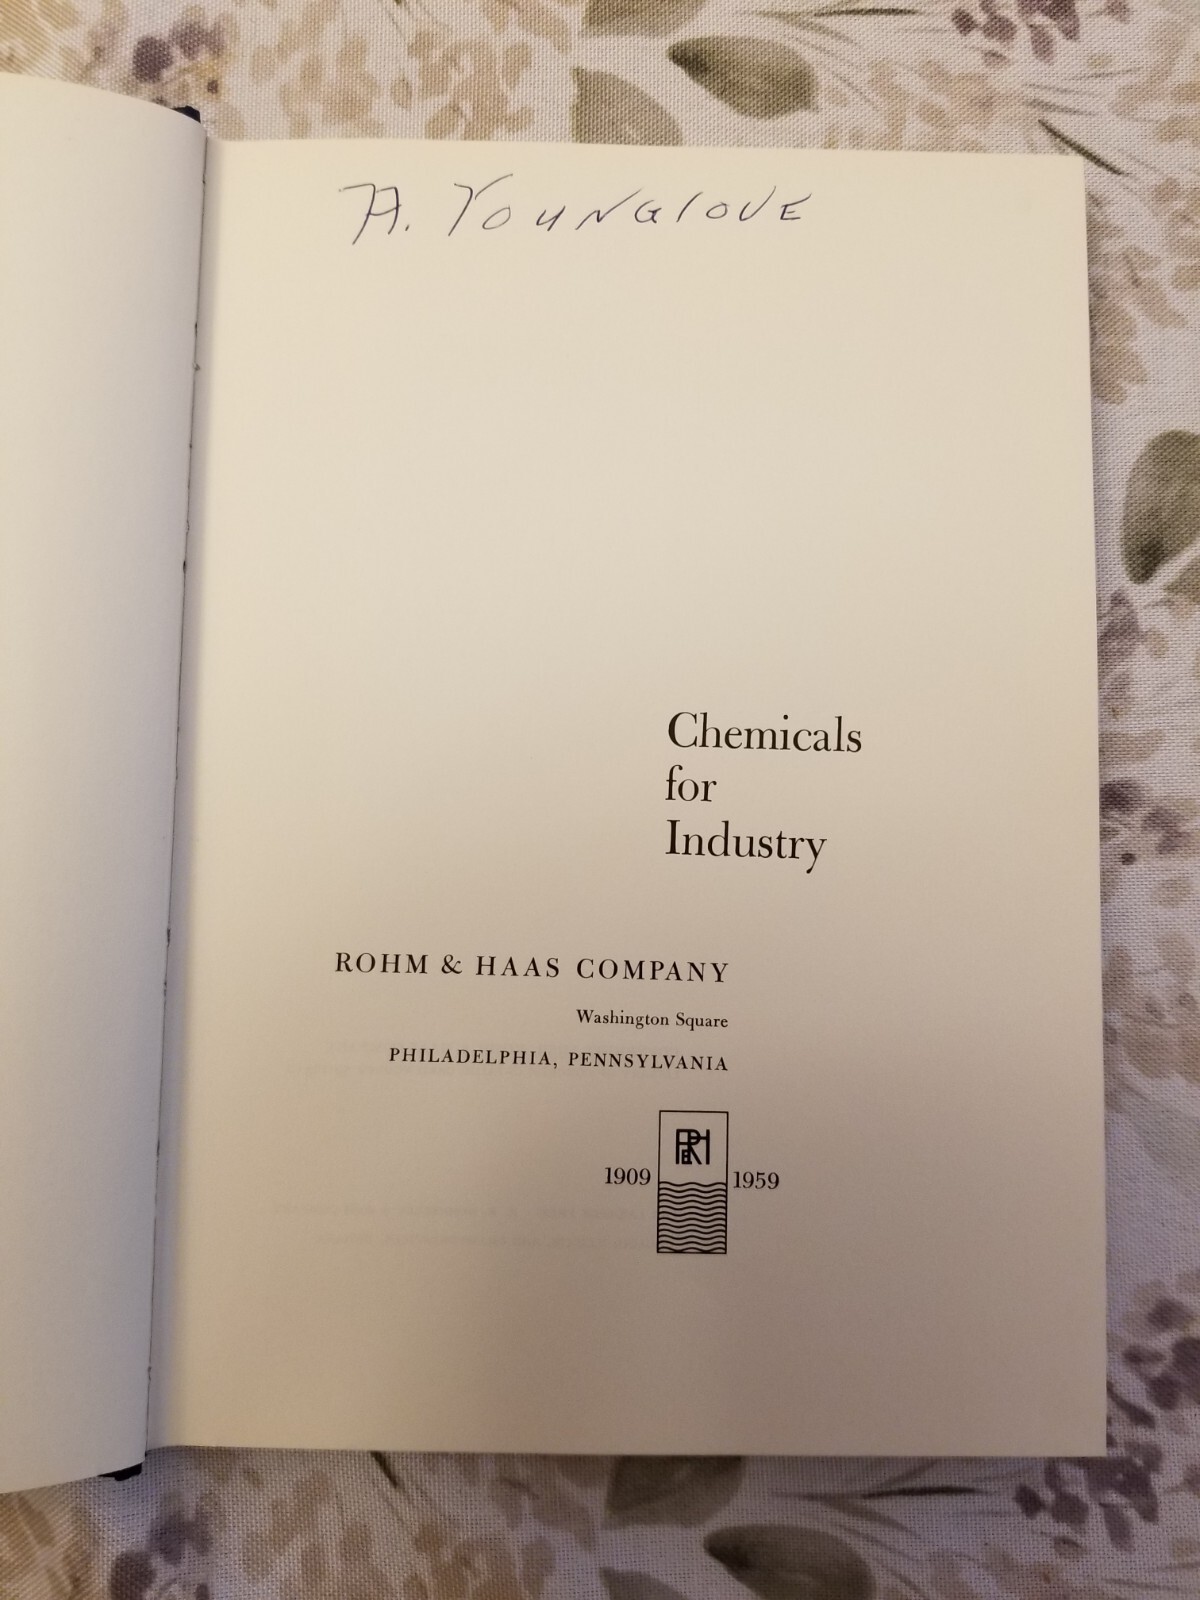 A. YOUNGlOVE
Chemicals
for
Industry
ROHM & HAAS COMPANY
Washington Square
PHILADELPHIA, PENNSYLVANIA
1909 1959